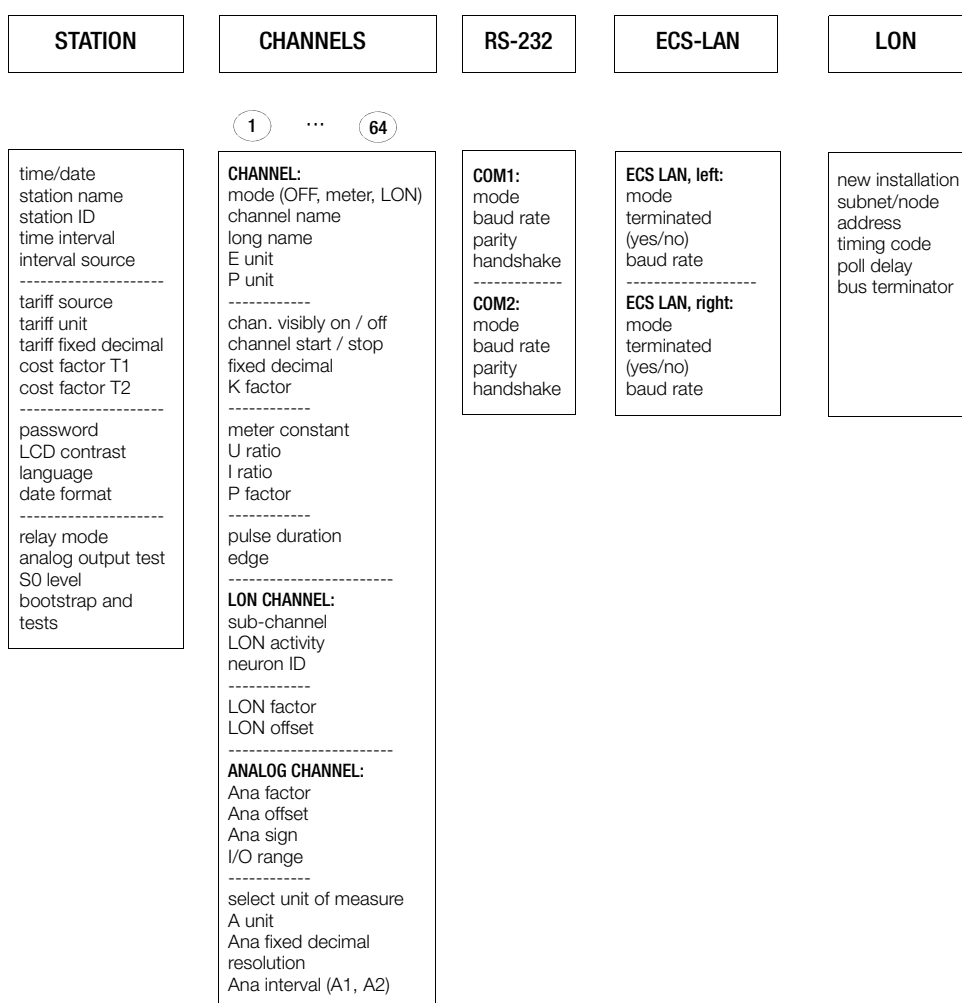 STATION
CHANNELS
RS-232
ECS-LAN
LON
1 ... 64
time/date
station name
station ID
time interval
interval source
----------------------
tariff source
tariff unit
tariff fixed decimal
cost factor T1
cost factor T2
----------------------
password
LCD contrast
language
date format
----------------------
relay mode
analog output test
S0 level
bootstrap and
tests
CHANNEL:
mode (OFF, meter, LON)
channel name
long name
E unit
P unit
------------
chan. visibly on / off
channel start / stop
fixed decimal
K factor
------------
meter constant
U ratio
I ratio
P factor
------------
pulse duration
edge
------------------------
LON CHANNEL:
sub-channel
LON activity
neuron ID
------------
LON factor
LON offset
------------------------
ANALOG CHANNEL:
Ana factor
Ana offset
Ana sign
I/O range
------------
select unit of measure
A unit
Ana fixed decimal
resolution
Ana interval (A1, A2)
COM1:
mode
baud rate
parity
handshake
-------------
COM2:
mode
baud rate
parity
handshake
ECS LAN, left:
mode
terminated
(yes/no)
baud rate
-------------------
ECS LAN, right:
mode
terminated
(yes/no)
baud rate
new installation
subnet/node
address
timing code
poll delay
bus terminator